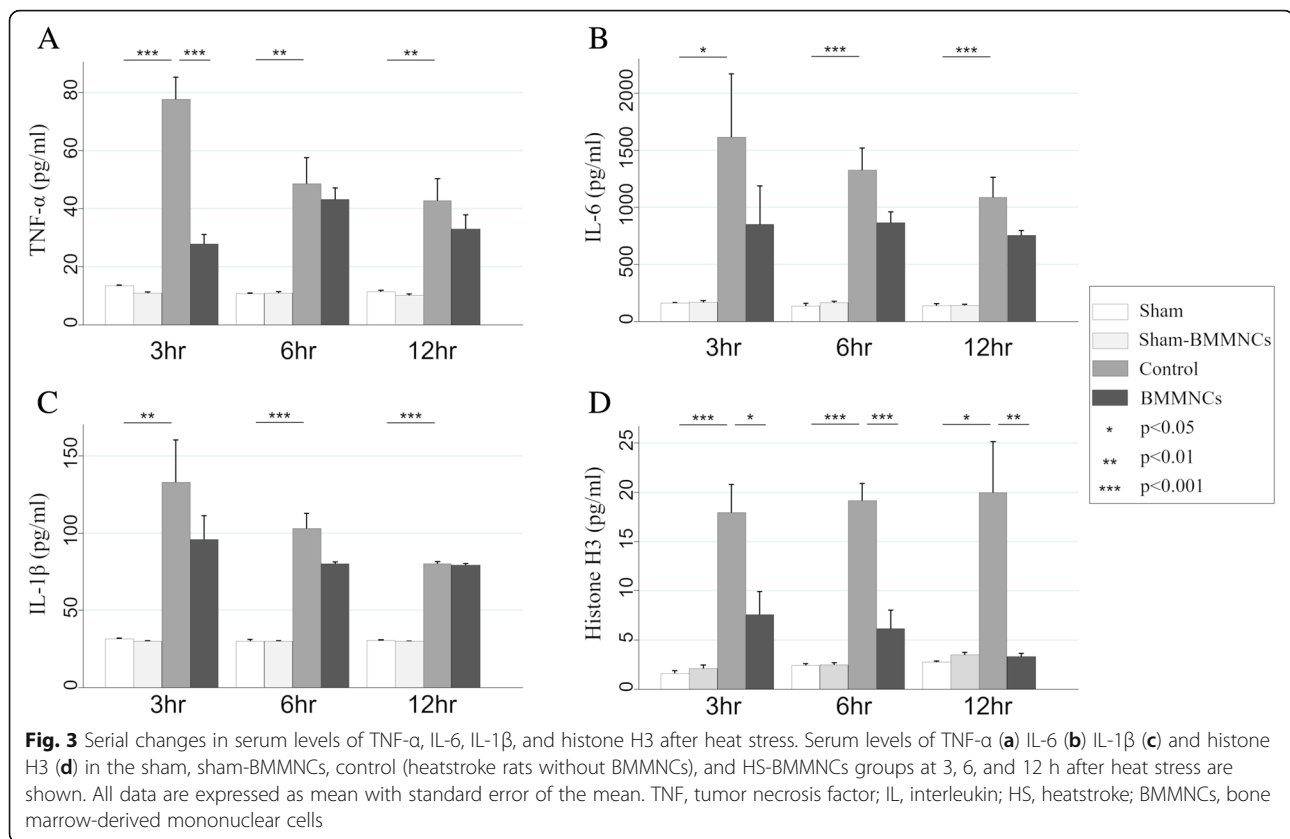 A
*** *** ** **
TNF-α (pg/ml)
80
60
40
20
0
3hr 6hr 12hr
B
* *** ***
IL-6 (pg/ml)
2000
1500
1000
500
0
3hr 6hr 12hr
C
** *** ***
IL-1β (pg/ml)
150
100
50
0
3hr 6hr 12hr
D
*** * *** *** * **
Histone H3 (pg/ml)
25
20
15
10
5
0
3hr 6hr 12hr
Sham
Sham-BMMNCs
Control
BMMNCs
* p<0.05
** p<0.01
*** p<0.001
Fig. 3 Serial changes in serum levels of TNF-α, IL-6, IL-1β, and histone H3 after heat stress. Serum levels of TNF-α (a) IL-6 (b) IL-1β (c) and histone
H3 (d) in the sham, sham-BMMNCs, control (heatstroke rats without BMMNCs), and HS-BMMNCs groups at 3, 6, and 12 h after heat stress are
shown. All data are expressed as mean with standard error of the mean. TNF, tumor necrosis factor; IL, interleukin; HS, heatstroke; BMMNCs, bone
marrow-derived mononuclear cells